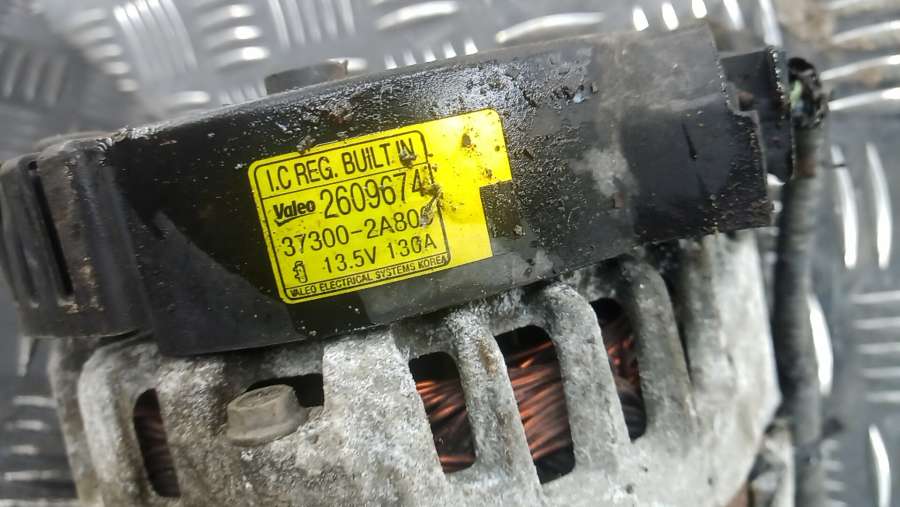 I.C REG. BUILT IN
Valeo 2609674
37300-2A80
13.5V 130A
VALEO ELECTRICAL SYSTEMS KOREA